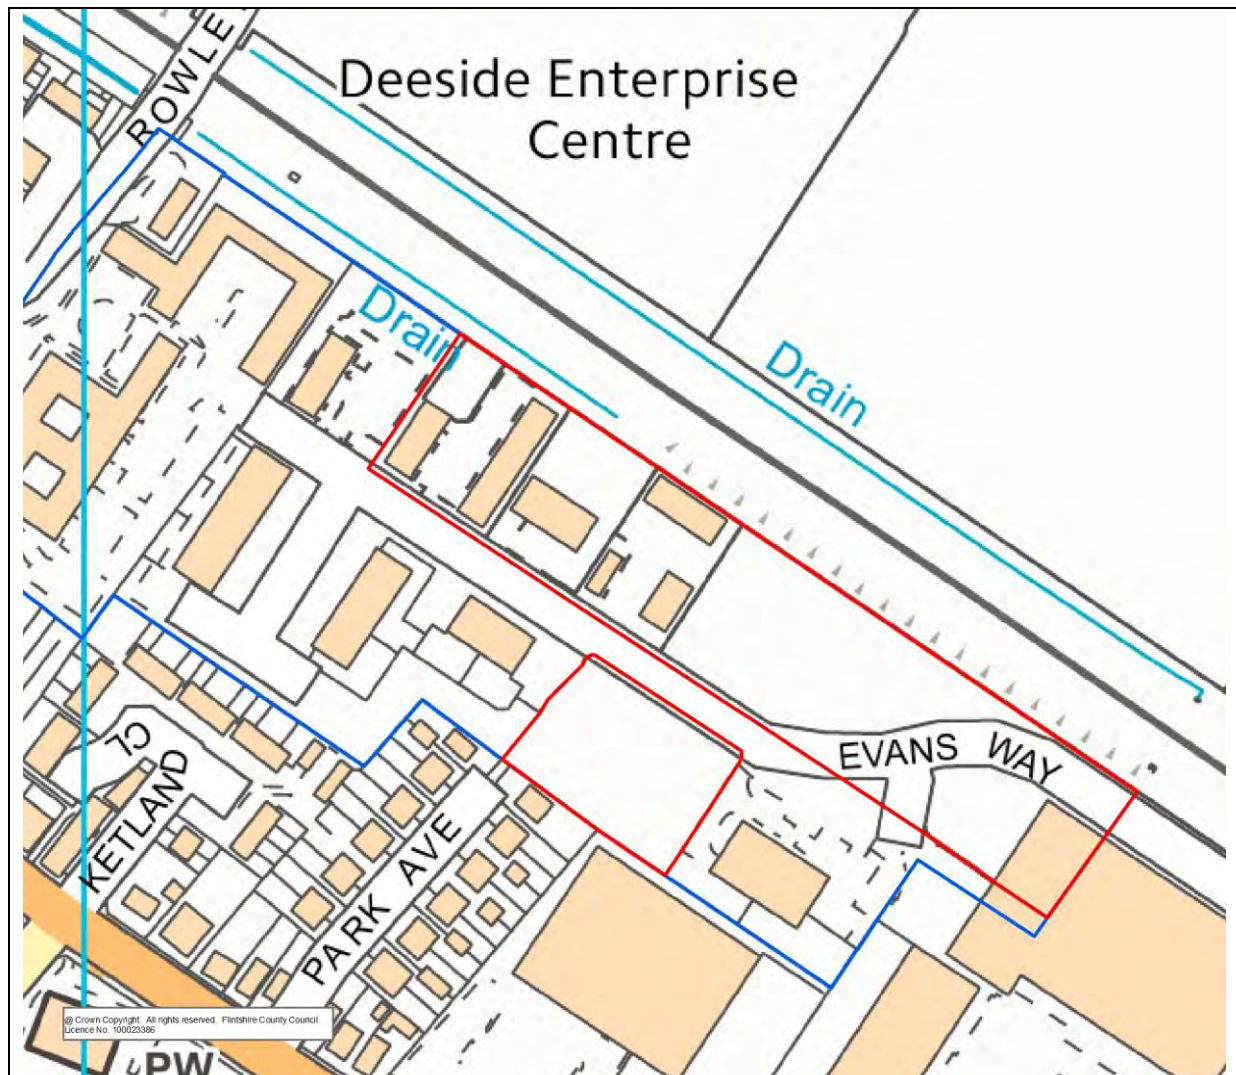 ROWLE
Deeside Enterprise
Centre
Drain
Drain
EVANS WAY
KETLAND
CL
PARK AVE
@ Crown Copyright. All rights reserved. Flintshire County Council.
Licence No. 100023386
PW